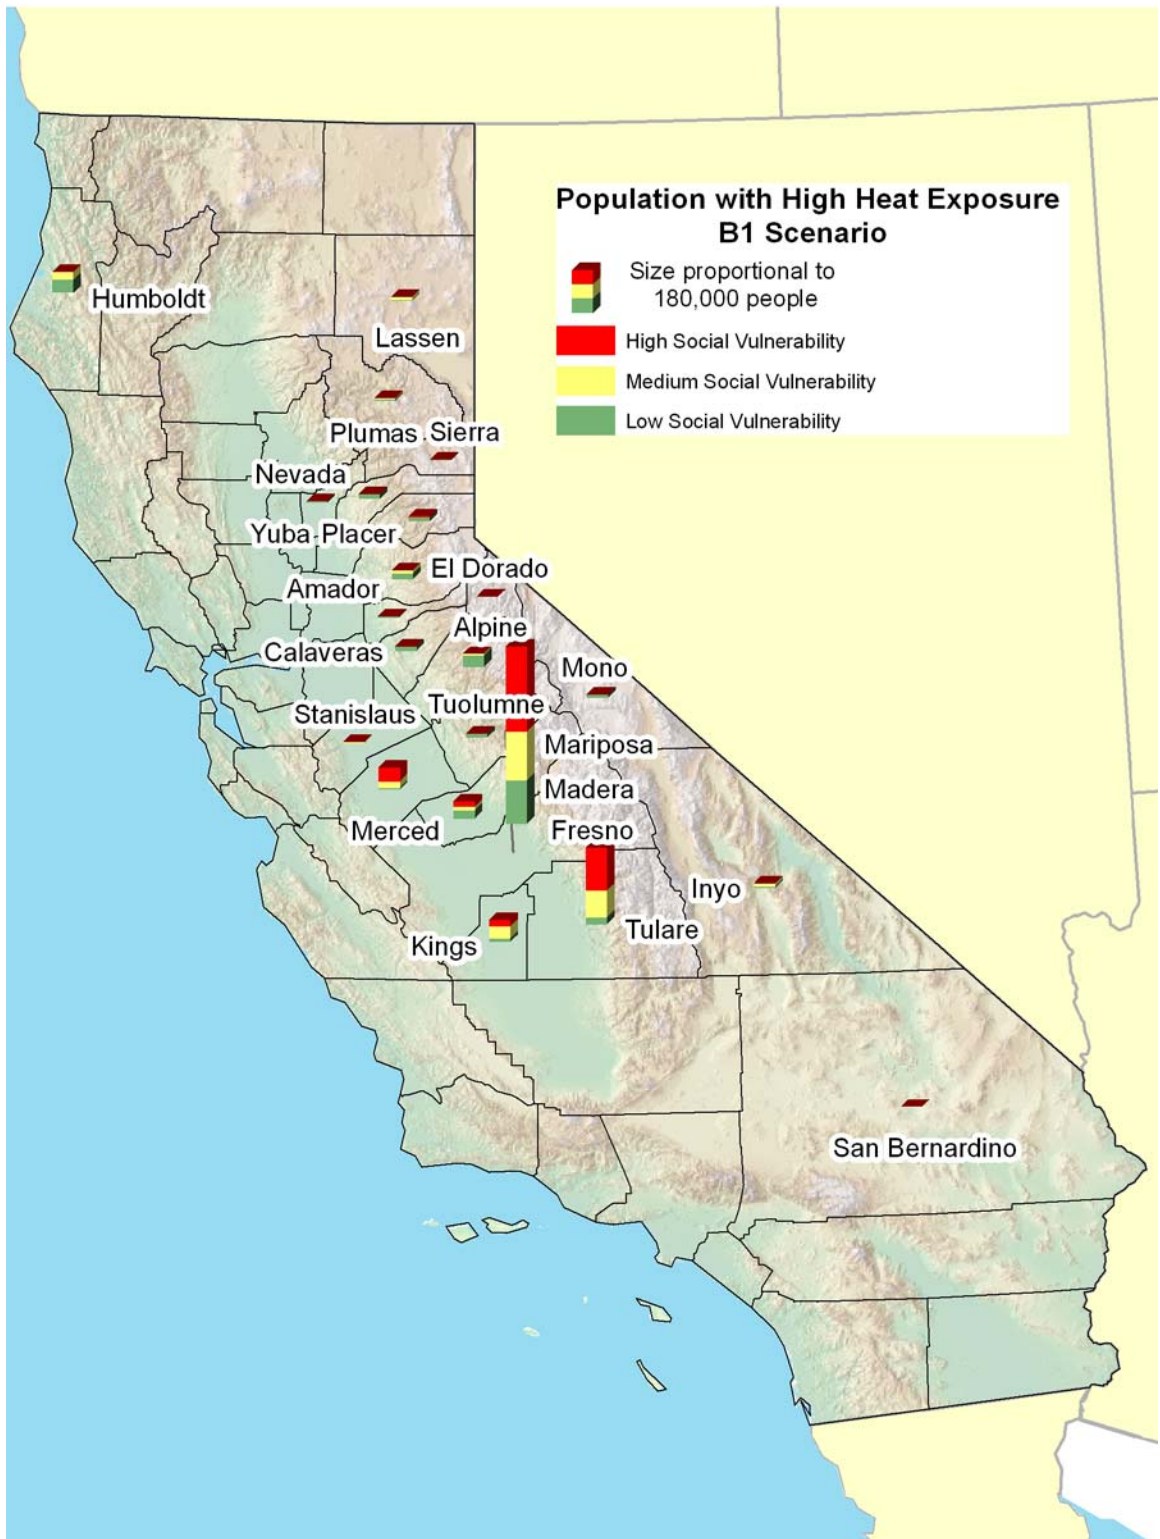 Population with High Heat Exposure
B1 Scenario
Size proportional to
180,000 people
High Social Vulnerability
Medium Social Vulnerability
Low Social Vulnerability
Humboldt
Lassen
Plumas Sierra
Nevada
Yuba Placer
El Dorado
Amador
Alpine
Calaveras
Mono
Tuolumne
Stanislaus
Mariposa
Madera
Merced
Fresno
Inyo
Tulare
Kings
San Bernardino